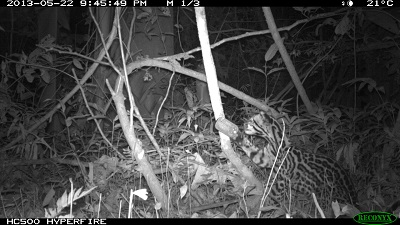 2013-05-22 9:45:49 PM M 1/3 21°C
HC500 HYPERFIRE
RECONYX